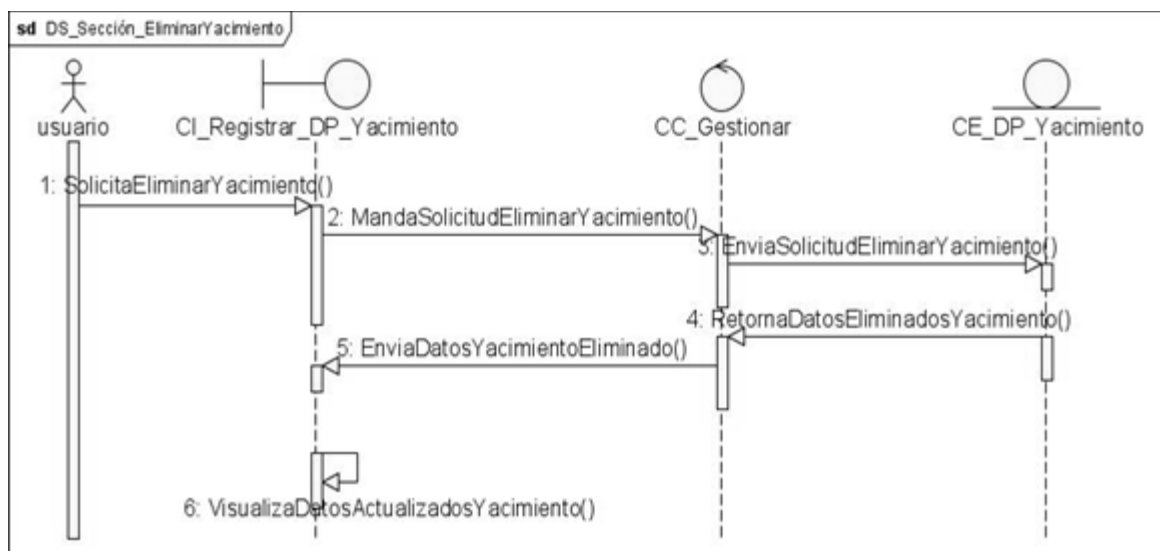 sd DS_Sección_EliminarYacimiento
usuario
CI_Registrar_DP_Yacimiento
CC_Gestionar
CE_DP_Yacimiento
1: SolicitaEliminarYacimiento()
2: MandaSolicitudEliminarYacimiento()
3: EnviaSolicitudEliminarYacimiento()
4: RetornaDatosEliminadosYacimiento()
5: EnviaDatosYacimientoEliminado()
6: VisualizaDatosActualizadosYacimiento()